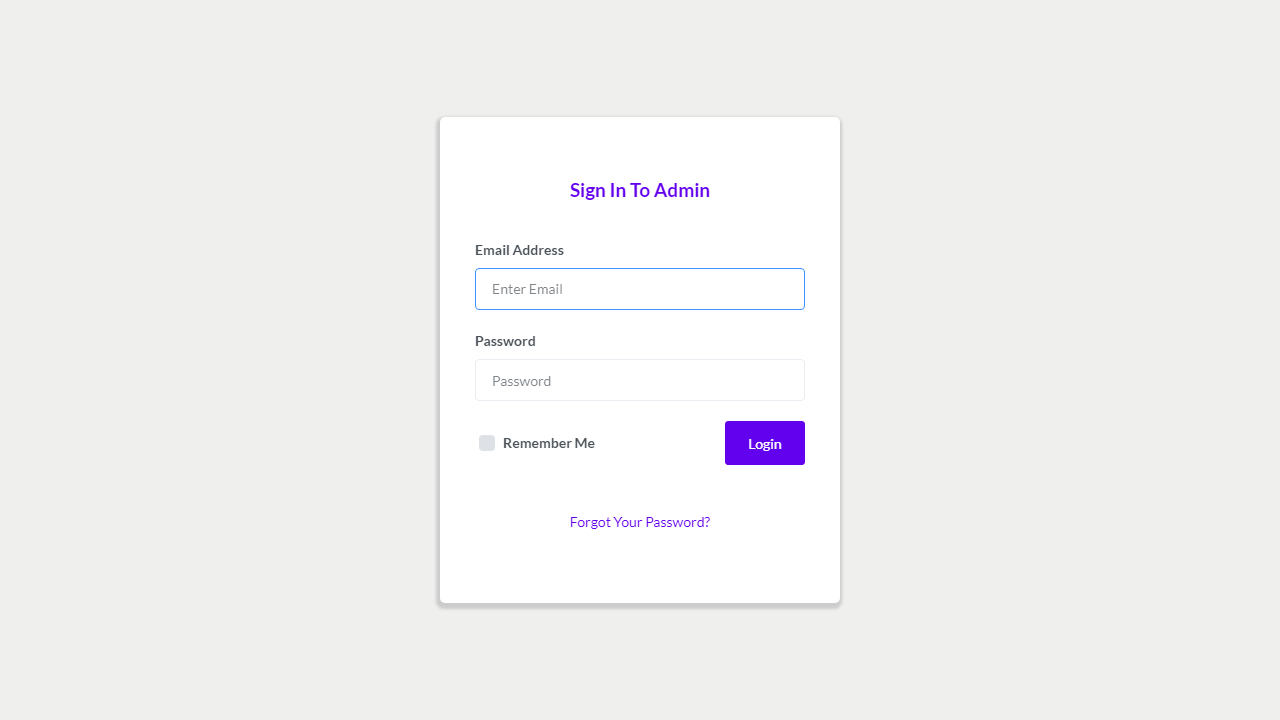 Sign In To Admin
Email Address
Enter Email
Password
Password
Remember Me
Login
Forgot Your Password?